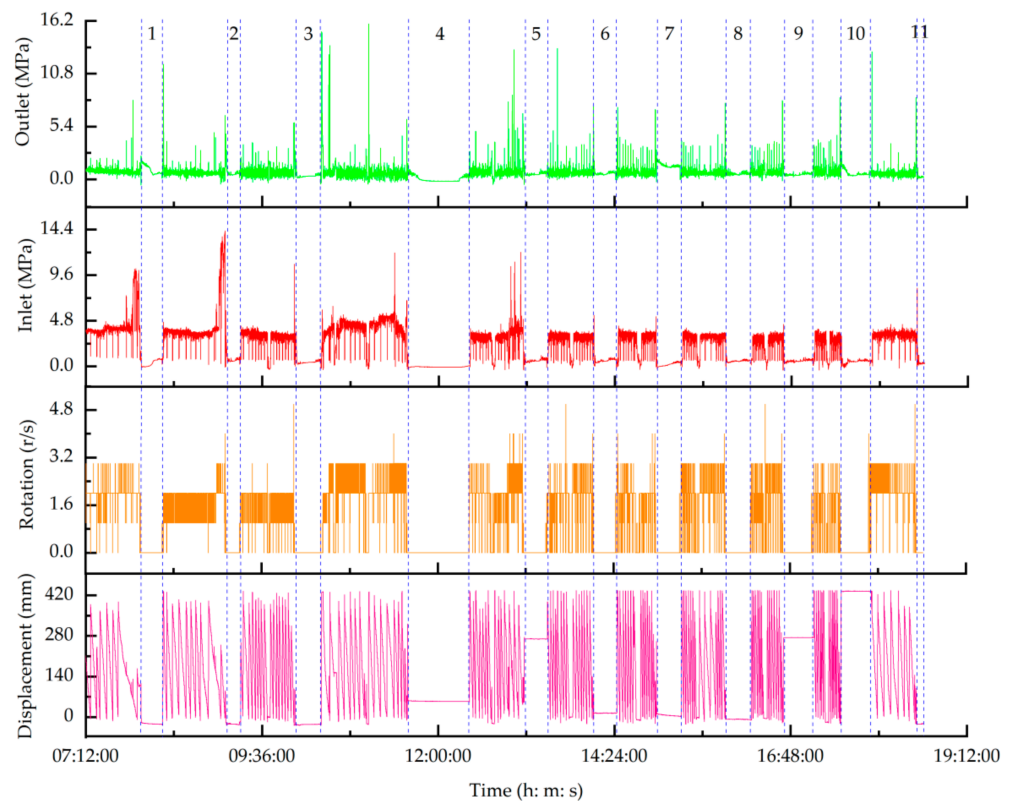 16.2
1 2 3 4 5 6 7 8 9 10 11
10.8
5.4
0.0
Outlet (MPa)
14.4
9.6
4.8
0.0
Inlet (MPa)
4.8
3.2
1.6
0.0
Rotation (r/s)
420
280
140
0
Displacement (mm)
07:12:00 09:36:00 12:00:00 14:24:00 16:48:00 19:12:00
Time (h: m: s)